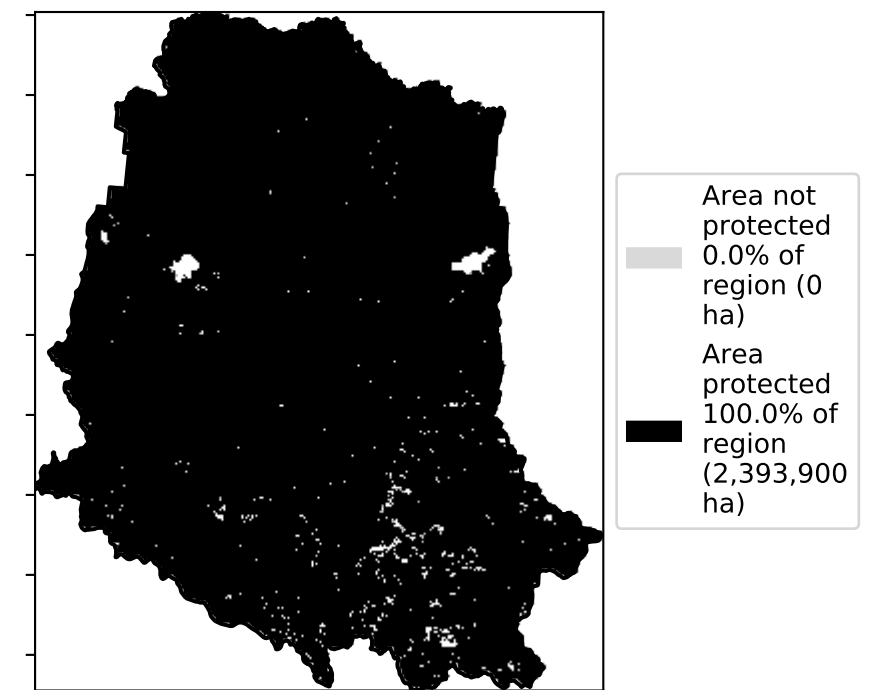 Area not
protected
0.0% of
region (0
ha)
Area
protected
100.0% of
region
(2,393,900
ha)